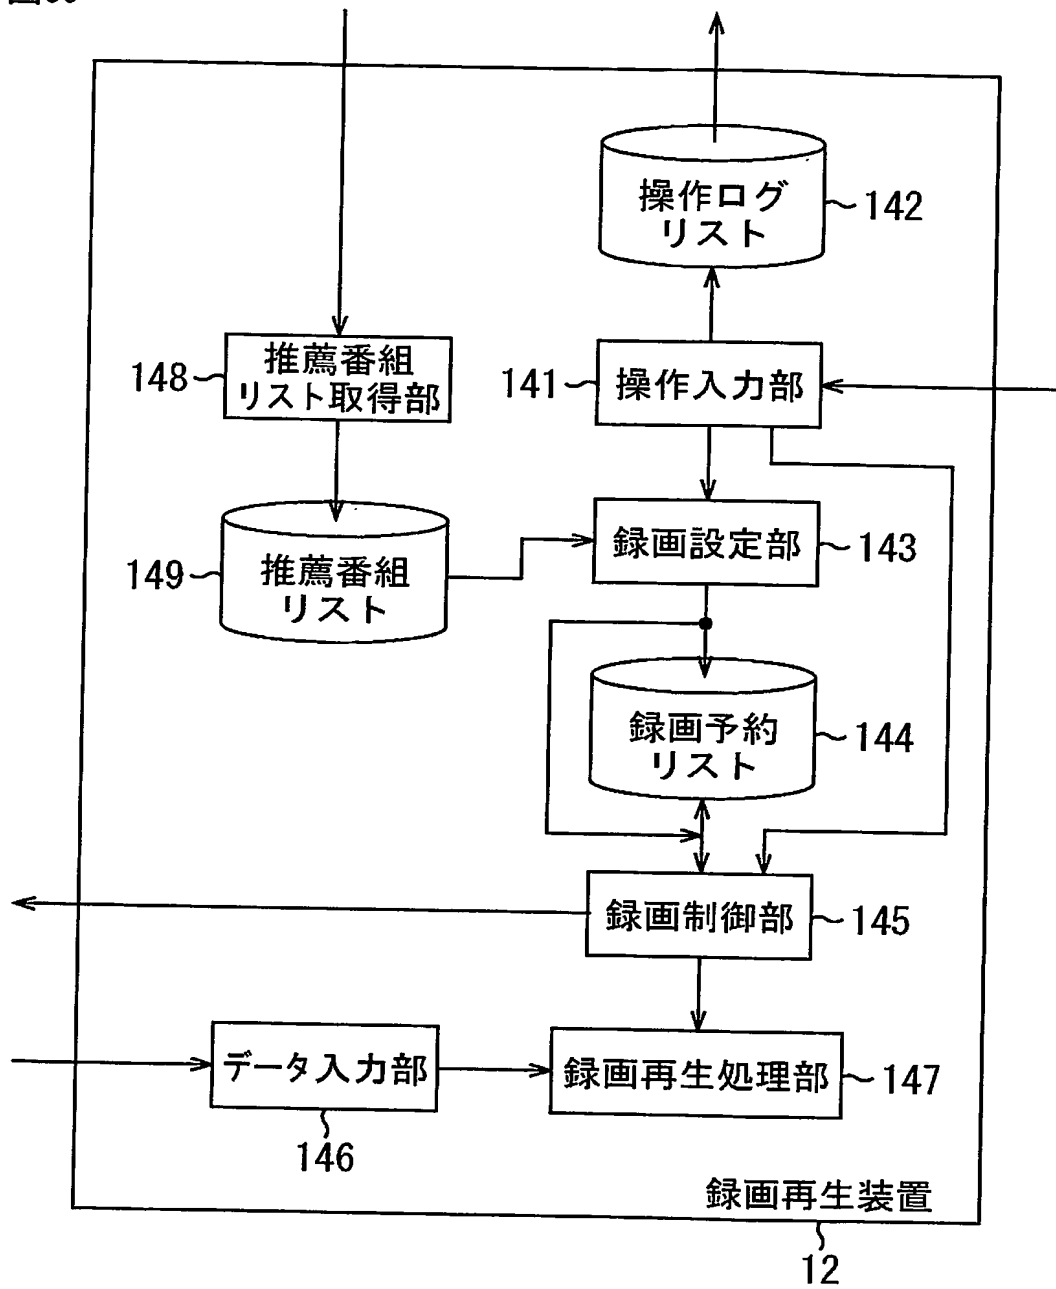 操作ログ
リスト
142
148
推薦番組
リスト取得部
141
操作入力部
149
推薦番組
リスト
録画設定部
143
録画予約
リスト
144
録画制御部
145
データ入力部
146
録画再生処理部
147
録画再生装置
12